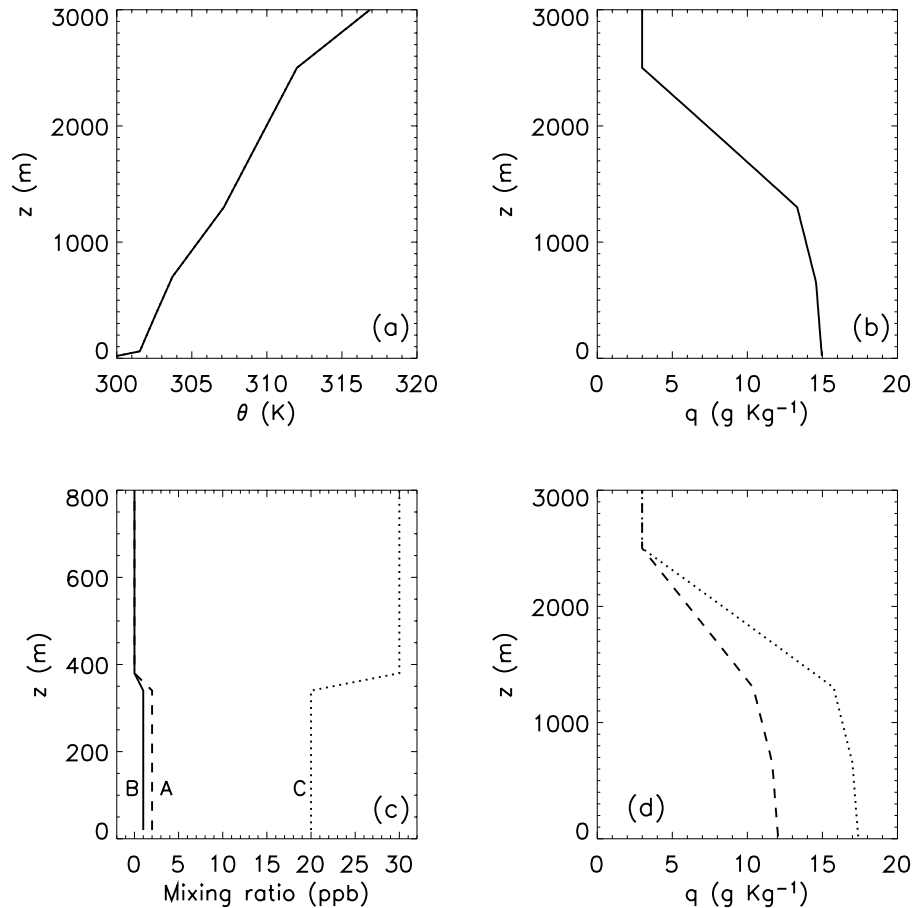 3000
2000
1000
0
z (m)
(a)
300 305 310 315 320
θ (K)
3000
2000
1000
0
z (m)
(b)
0 5 10 15 20
q (g Kg⁻¹)
800
600
400
200
0
z (m)
B A C
(c)
0 5 10 15 20 25 30
Mixing ratio (ppb)
3000
2000
1000
0
z (m)
(d)
0 5 10 15 20
q (g Kg⁻¹)